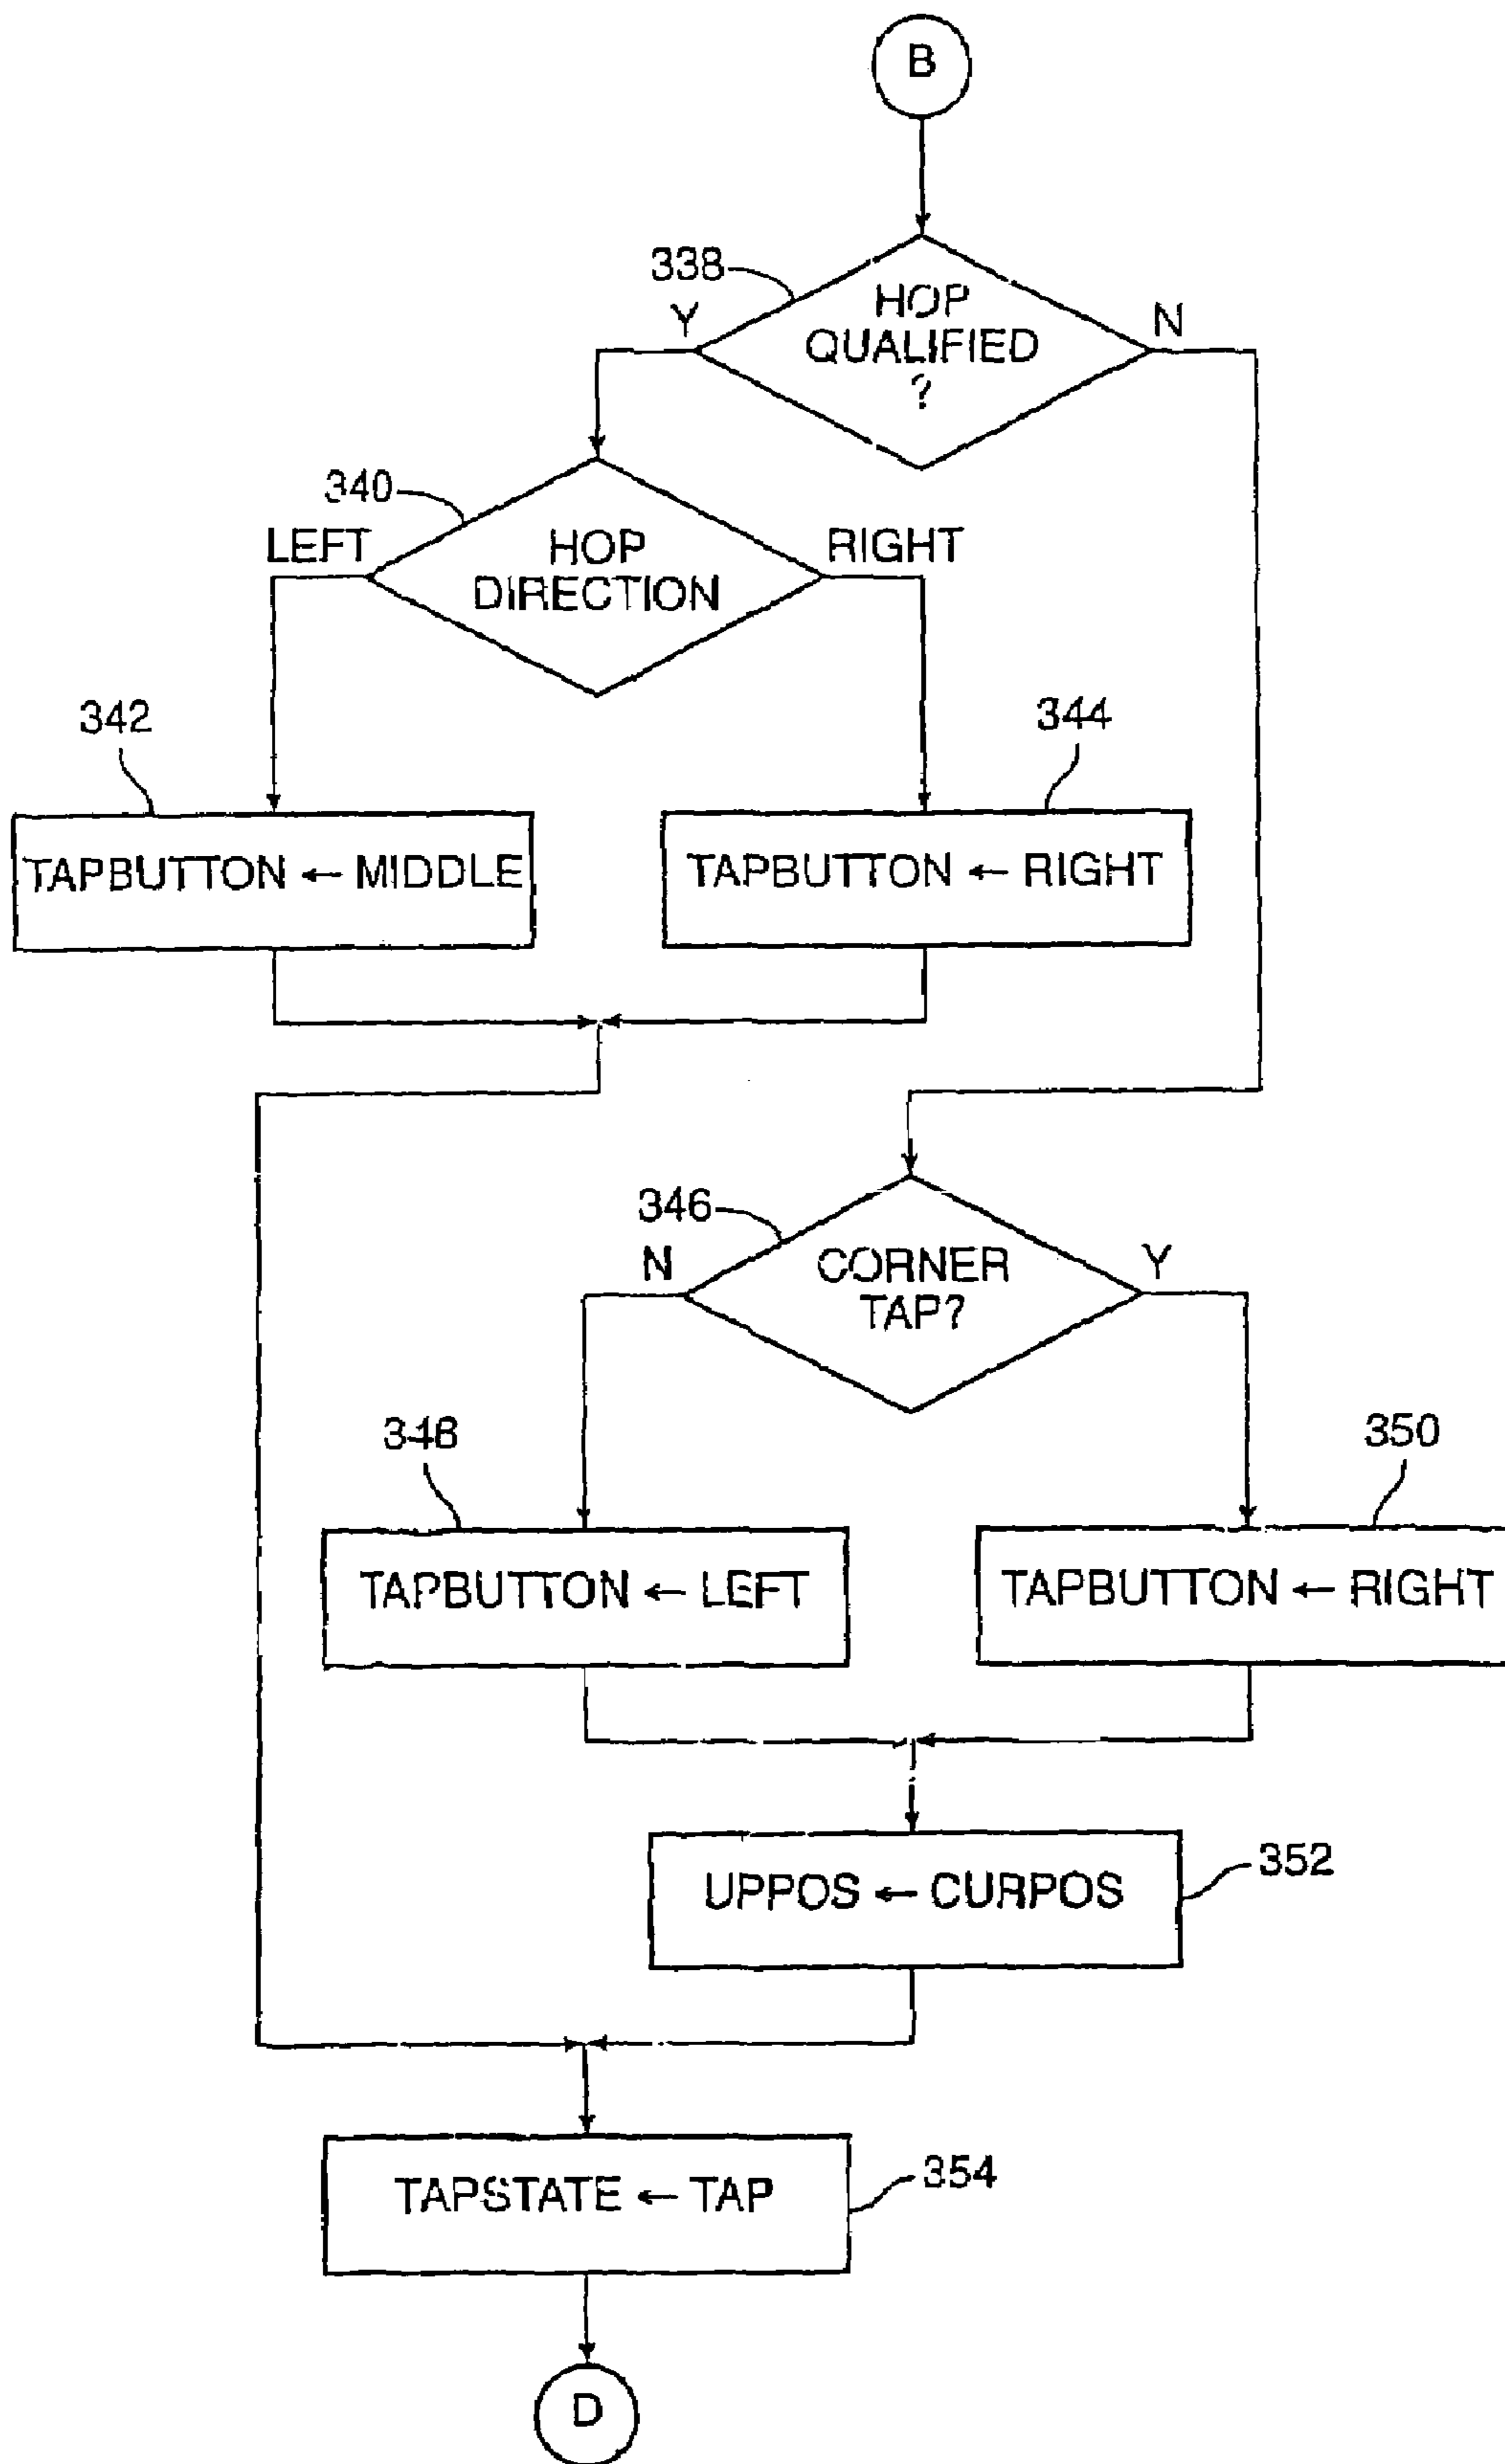 B
338
HOP
QUALIFIED
?
Y
N
340
HOP
DIRECTION
LEFT
RIGHT
342
344
TAPBUTTON ← MIDDLE
TAPBUTTON ← RIGHT
346
CORNER
TAP?
N
Y
348
350
TAPBUTTON ← LEFT
TAPBUTTON ← RIGHT
UPPOS ← CURPOS
352
TAPSTATE ← TAP
354
D